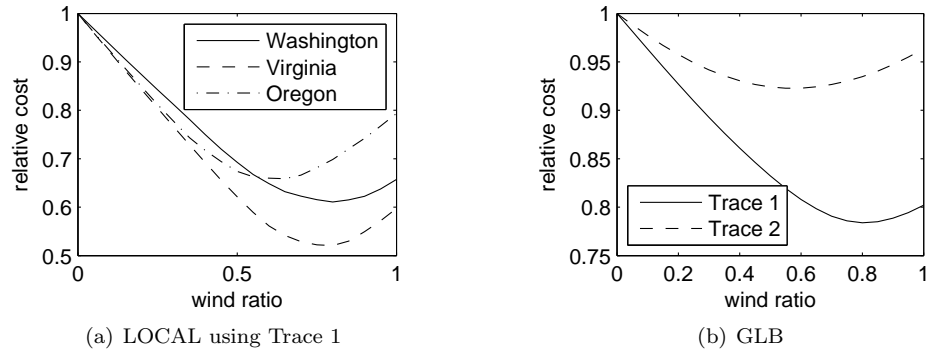 1
0.9
0.8
0.7
0.6
0.5
relative cost
Washington
Virginia
Oregon
0
0.5
1
wind ratio
(a) LOCAL using Trace 1
1
0.95
0.9
0.85
0.8
0.75
relative cost
Trace 1
Trace 2
0
0.2
0.4
0.6
0.8
1
wind ratio
(b) GLB